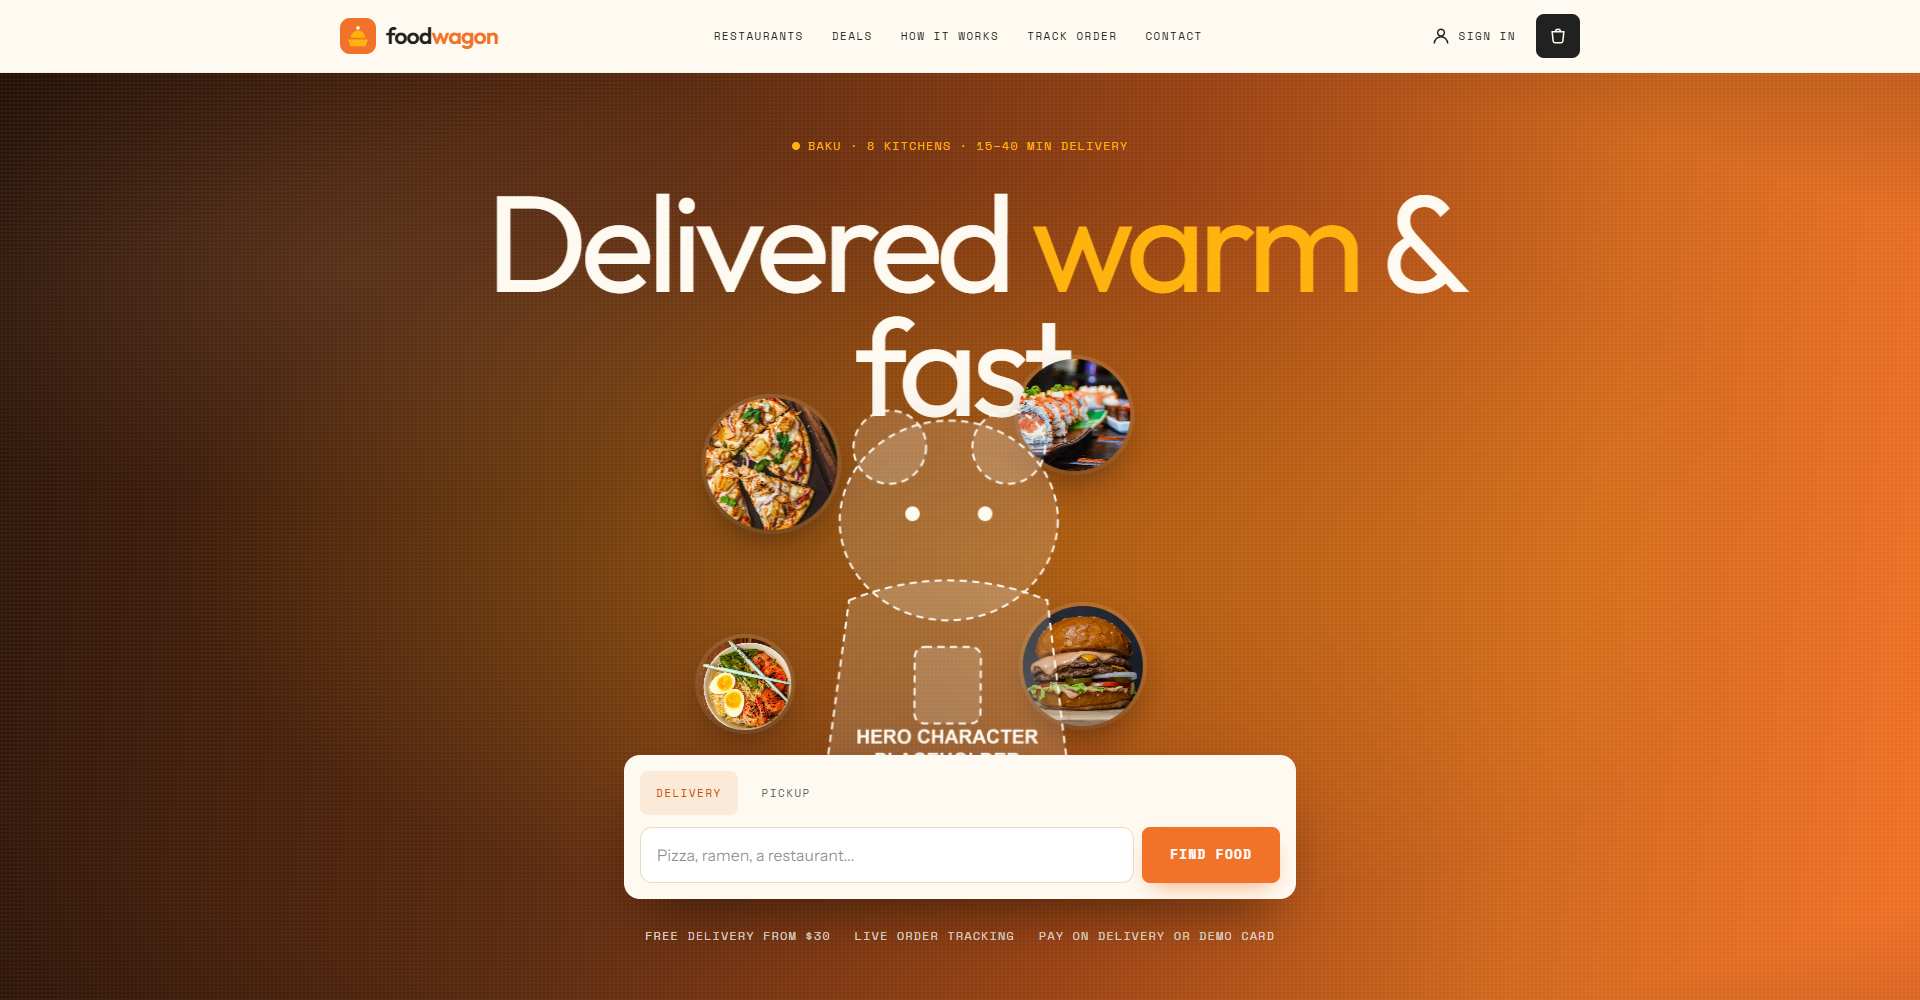 foodwagon
RESTAURANTS DEALS HOW IT WORKS TRACK ORDER CONTACT
SIGN IN
BAKU · 8 KITCHENS · 15–40 MIN DELIVERY
Delivered warm &
fast
HERO CHARACTER
DELIVERY PICKUP
Pizza, ramen, a restaurant...
FIND FOOD
FREE DELIVERY FROM $30 LIVE ORDER TRACKING PAY ON DELIVERY OR DEMO CARD